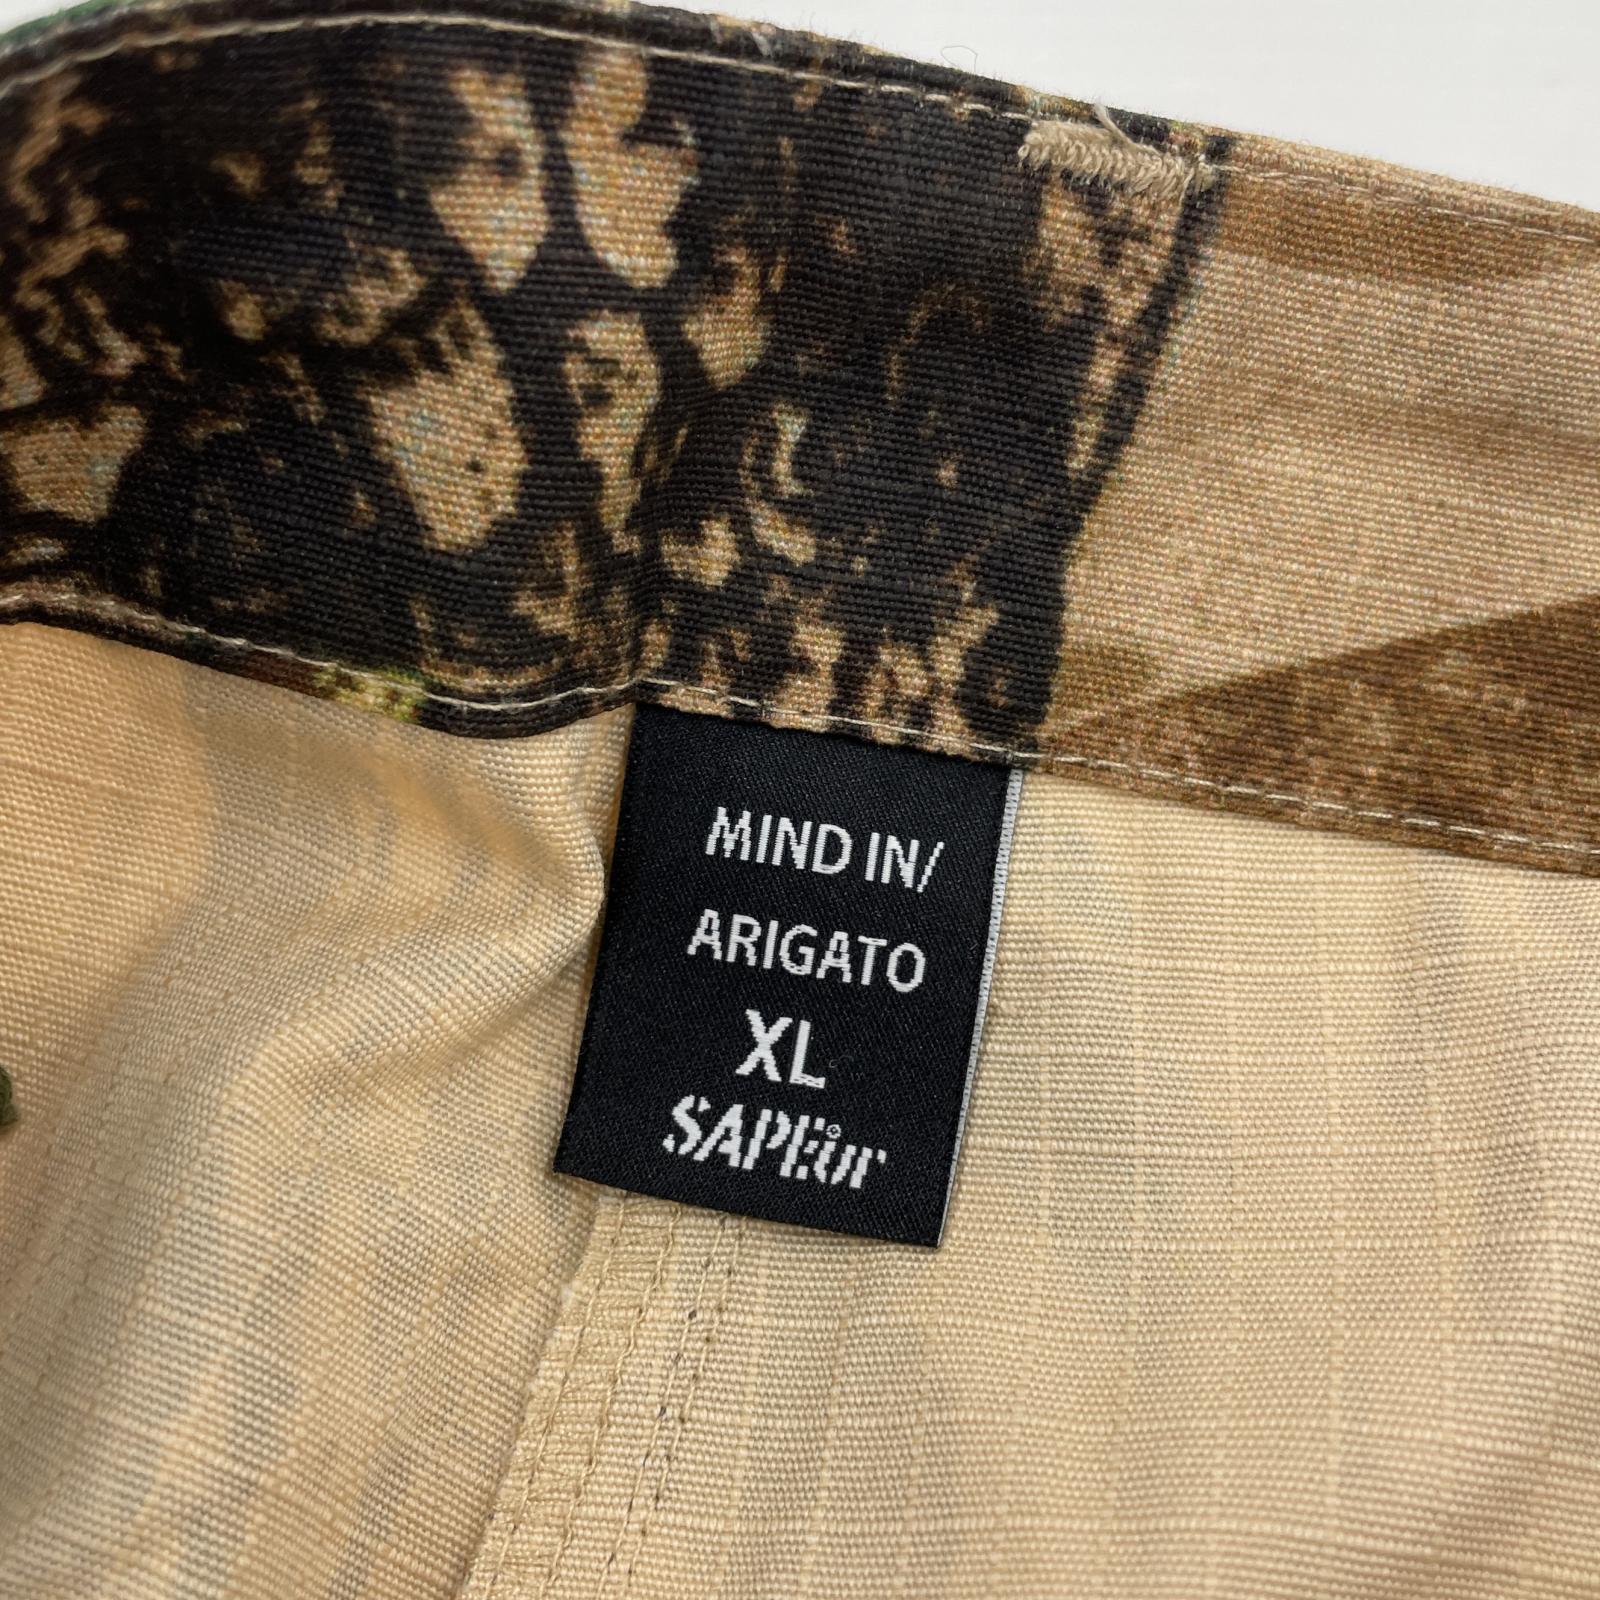 MIND IN/
ARIGATO
XL
SAPEur